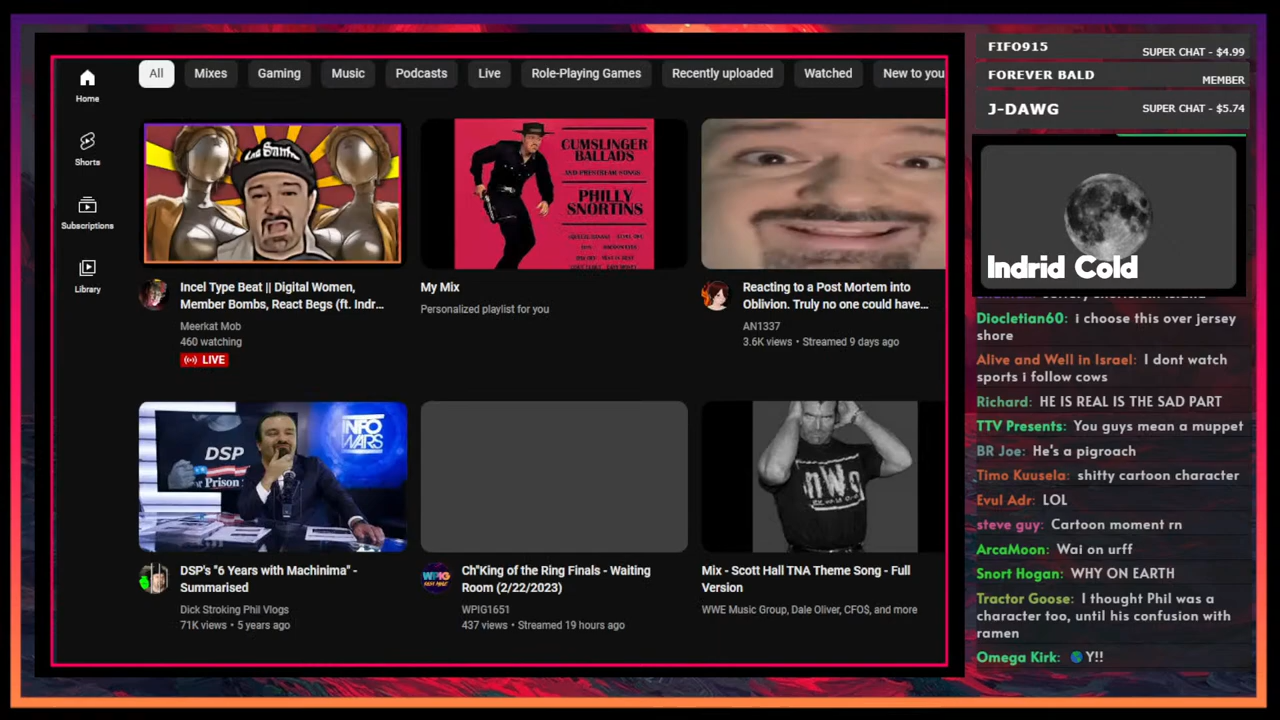 All
Mixes
Gaming
Music
Podcasts
Live
Role-Playing Games
Recently uploaded
Watched
New to you
Home
Shorts
Subscriptions
Library
Los Santos
Incel Type Beat || Digital Women,
Member Bombs, React Begs (ft. Indr...
Meerkat Mob
460 watching
LIVE
GUMSLINGER
BALLADS
PHILLY
SNORTINS
My Mix
Personalized playlist for you
Reacting to a Post Mortem into
Oblivion. Truly no one could have...
AN1337
3.6K views • Streamed 9 days ago
DSP
Prison
INFO
WARS
DSP's "6 Years with Machinima" -
Summarised
Dick Stroking Phil Vlogs
71K views • 5 years ago
WPIG
Ch"King of the Ring Finals - Waiting
Room (2/22/2023)
WPIG1651
437 views • Streamed 19 hours ago
nWo
Mix - Scott Hall TNA Theme Song - Full
Version
WWE Music Group, Dale Oliver, CFO$, and more
FIFO915
SUPER CHAT - $4.99
FOREVER BALD
MEMBER
J-DAWG
SUPER CHAT - $5.74
Indrid Cold
Diocletian60: i choose this over jersey
shore
Alive and Well in Israel: I dont watch
sports i follow cows
Richard: HE IS REAL IS THE SAD PART
TTV Presents: You guys mean a muppet
BR Joe: He's a pigroach
Timo Kuusela: shitty cartoon character
Evul Adr: LOL
steve guy: Cartoon moment rn
ArcaMoon: Wai on urff
Snort Hogan: WHY ON EARTH
Tractor Goose: I thought Phil was a
character too, until his confusion with
ramen
Omega Kirk: 🌎Y!!